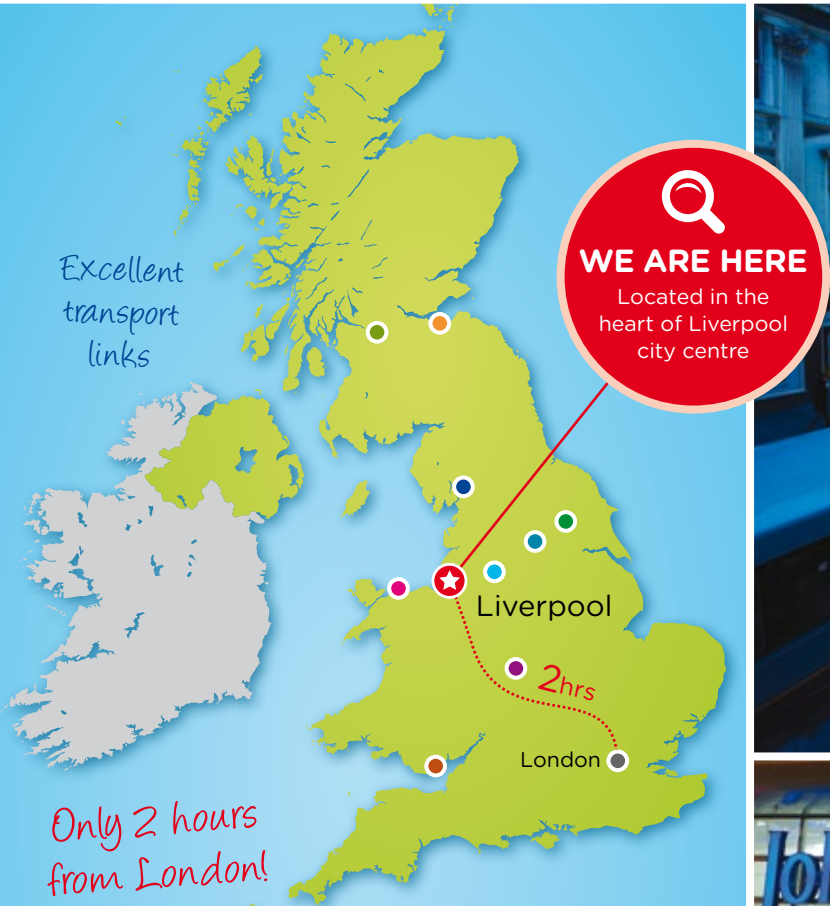 Excellent
transport
links
WE ARE HERE
Located in the
heart of Liverpool
city centre
Liverpool
2hrs
London
Only 2 hours
from London!